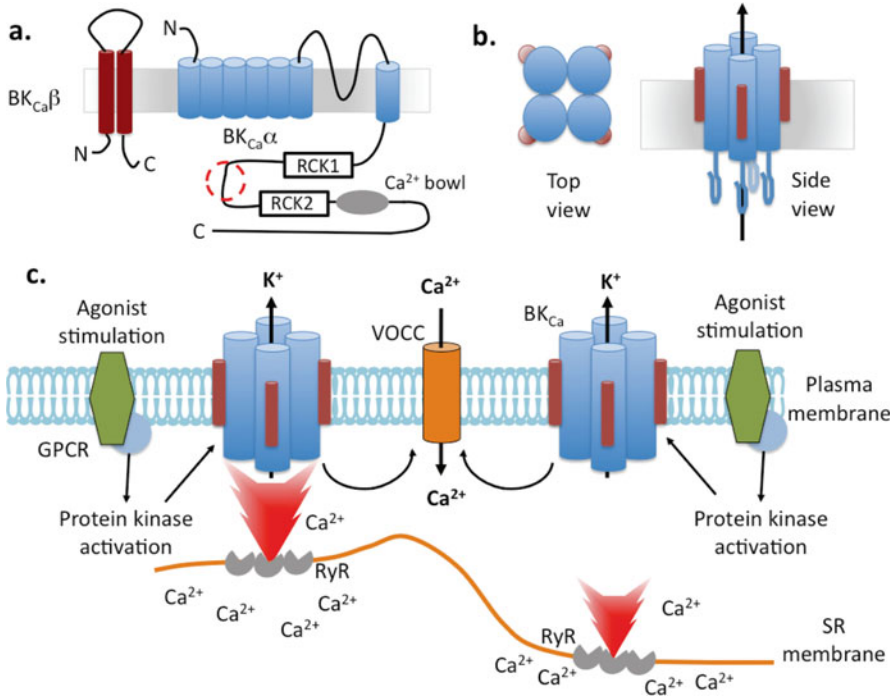 a.
BKCaβ
N
C
N
BKCaα
RCK1
RCK2
Ca2+ bowl
C
b.
Top
view
Side
view
c.
Agonist
stimulation
GPCR
Protein kinase
activation
K+
Ca2+
VOCC
Ca2+
BKCa
K+
Agonist
stimulation
Plasma
membrane
Protein kinase
activation
Ca2+
RyR
Ca2+
Ca2+
Ca2+
Ca2+
Ca2+
RyR
Ca2+
Ca2+
Ca2+
Ca2+
SR
membrane